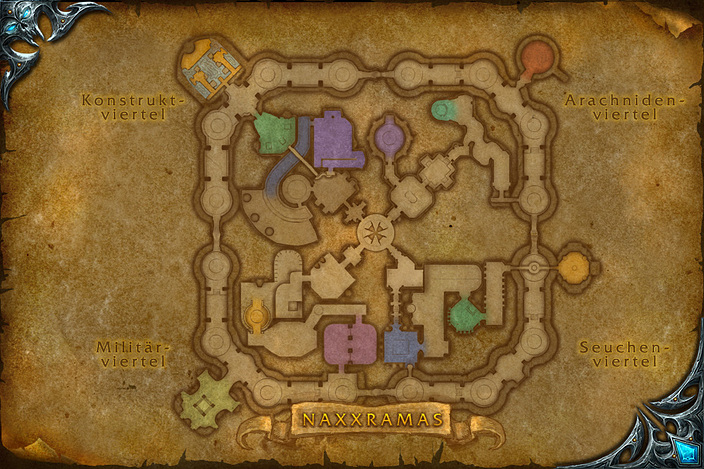 Konstrukt-
viertel
Arachniden-
viertel
Militär-
viertel
Seuchen-
viertel
NAXXRAMAS